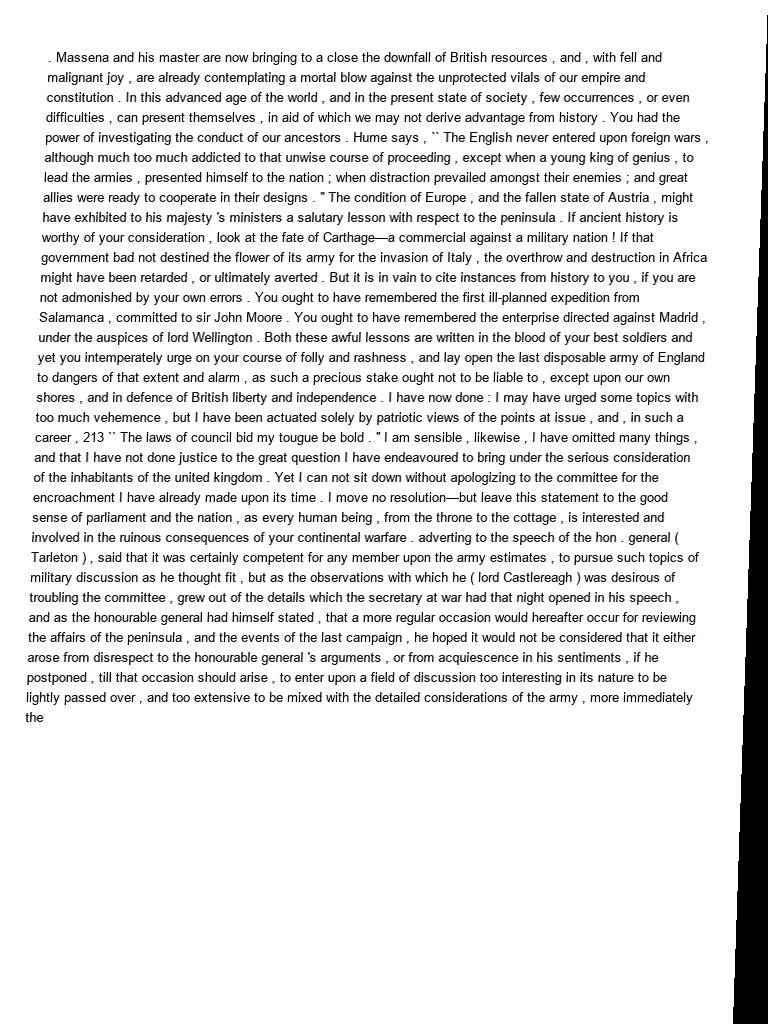 . Massena and his master are now bringing to a close the downfall of British resources , and , with fell and
malignant joy , are already contemplating a mortal blow against the unprotected vilals of our empire and
constitution . In this advanced age of the world , and in the present state of society , few occurrences , or even
difficulties , can present themselves , in aid of which we may not derive advantage from history . You had the
power of investigating the conduct of our ancestors . Hume says , `` The English never entered upon foreign wars ,
although much too much addicted to that unwise course of proceeding , except when a young king of genius , to
lead the armies , presented himself to the nation ; when distraction prevailed amongst their enemies ; and great
allies were ready to cooperate in their designs . " The condition of Europe , and the fallen state of Austria , might
have exhibited to his majesty 's ministers a salutary lesson with respect to the peninsula . If ancient history is
worthy of your consideration , look at the fate of Carthage—a commercial against a military nation ! If that
government bad not destined the flower of its army for the invasion of Italy , the overthrow and destruction in Africa
might have been retarded , or ultimately averted . But it is in vain to cite instances from history to you , if you are
not admonished by your own errors . You ought to have remembered the first ill-planned expedition from
Salamanca , committed to sir John Moore . You ought to have remembered the enterprise directed against Madrid ,
under the auspices of lord Wellington . Both these awful lessons are written in the blood of your best soldiers and
yet you intemperately urge on your course of folly and rashness , and lay open the last disposable army of England
to dangers of that extent and alarm , as such a precious stake ought not to be liable to , except upon our own
shores , and in defence of British liberty and independence . I have now done : I may have urged some topics with
too much vehemence , but I have been actuated solely by patriotic views of the points at issue , and , in such a
career , 213 `` The laws of council bid my tougue be bold . " I am sensible , likewise , I have omitted many things ,
and that I have not done justice to the great question I have endeavoured to bring under the serious consideration
of the inhabitants of the united kingdom . Yet I can not sit down without apologizing to the committee for the
encroachment I have already made upon its time . I move no resolution—but leave this statement to the good
sense of parliament and the nation , as every human being , from the throne to the cottage , is interested and
involved in the ruinous consequences of your continental warfare . adverting to the speech of the hon . general (
Tarleton ) , said that it was certainly competent for any member upon the army estimates , to pursue such topics of
military discussion as he thought fit , but as the observations with which he ( lord Castlereagh ) was desirous of
troubling the committee , grew out of the details which the secretary at war had that night opened in his speech ,
and as the honourable general had himself stated , that a more regular occasion would hereafter occur for reviewing
the affairs of the peninsula , and the events of the last campaign , he hoped it would not be considered that it either
arose from disrespect to the honourable general 's arguments , or from acquiescence in his sentiments , if he
postponed , till that occasion should arise , to enter upon a field of discussion too interesting in its nature to be
lightly passed over , and too extensive to be mixed with the detailed considerations of the army , more immediately
the